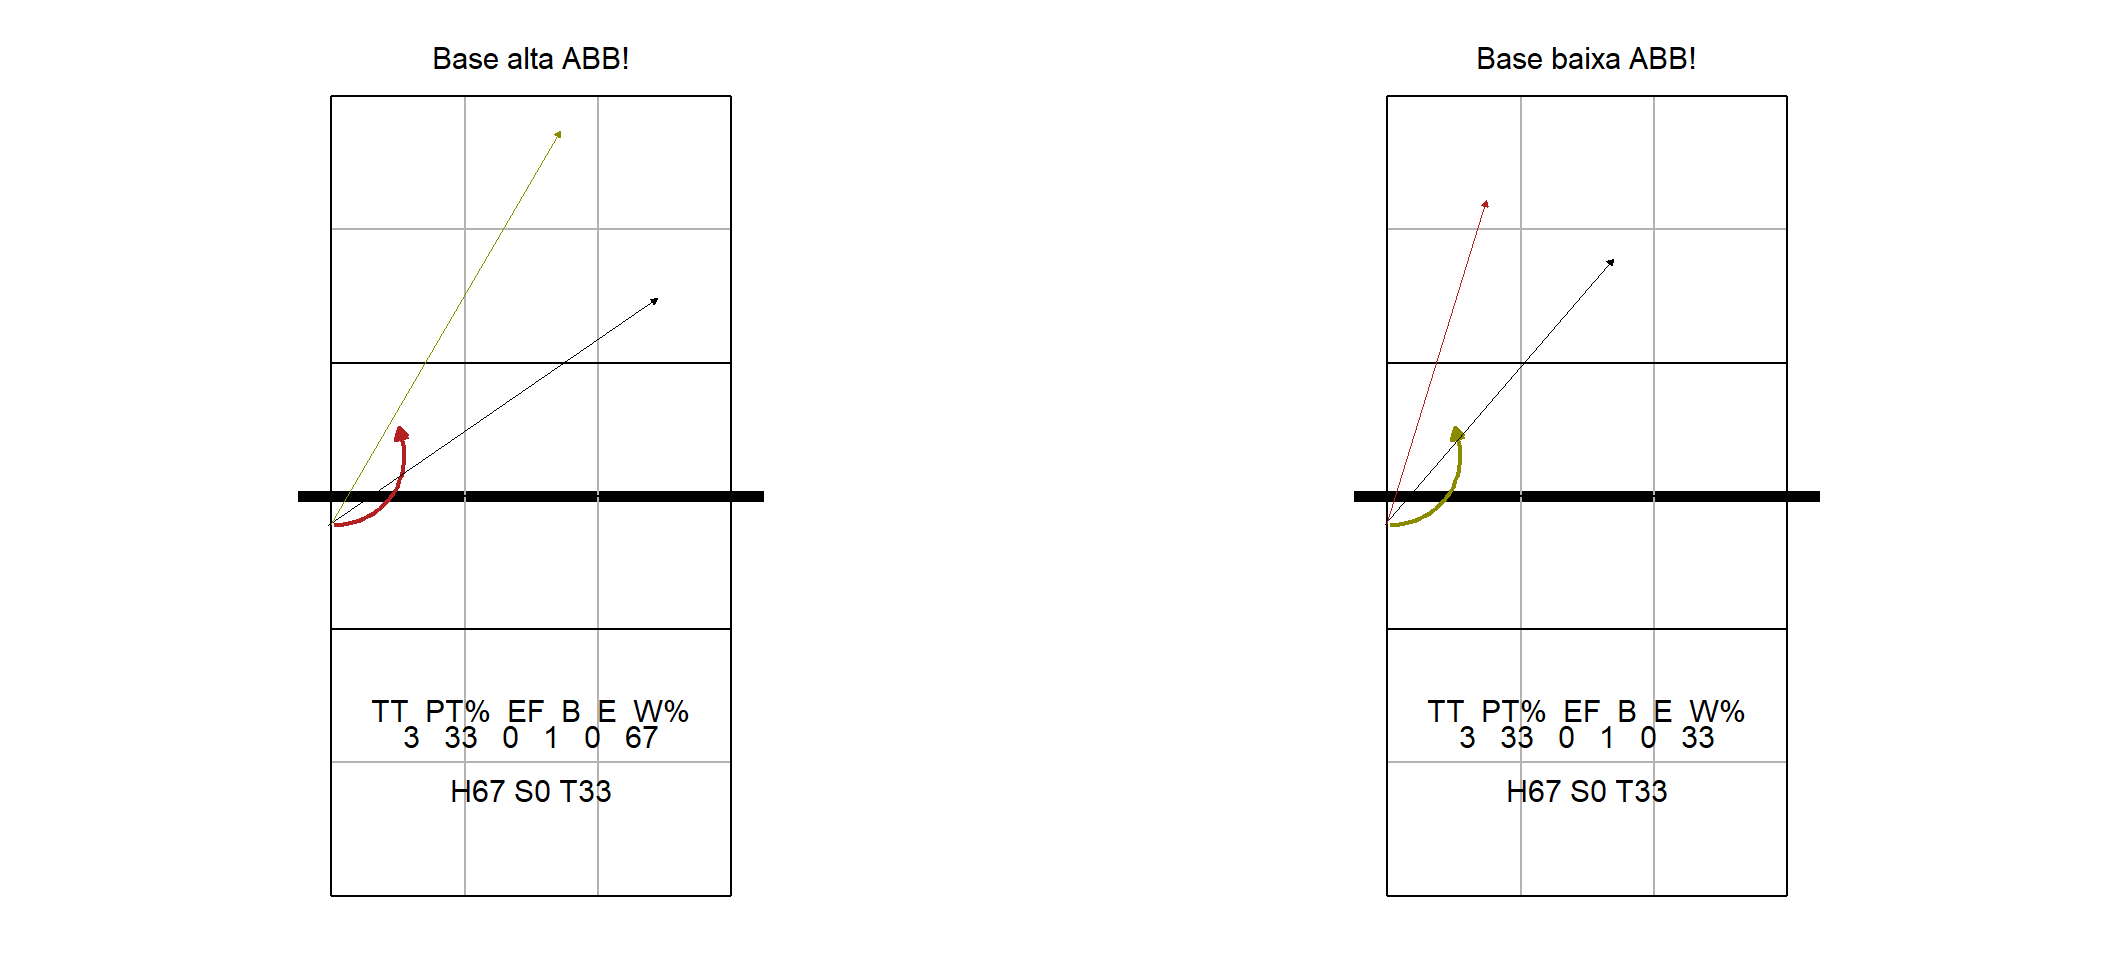 Base alta ABB!
TT PT% EF B E W%
3 33 0 1 0 67
H67 S0 T33
Base baixa ABB!
TT PT% EF B E W%
3 33 0 1 0 33
H67 S0 T33